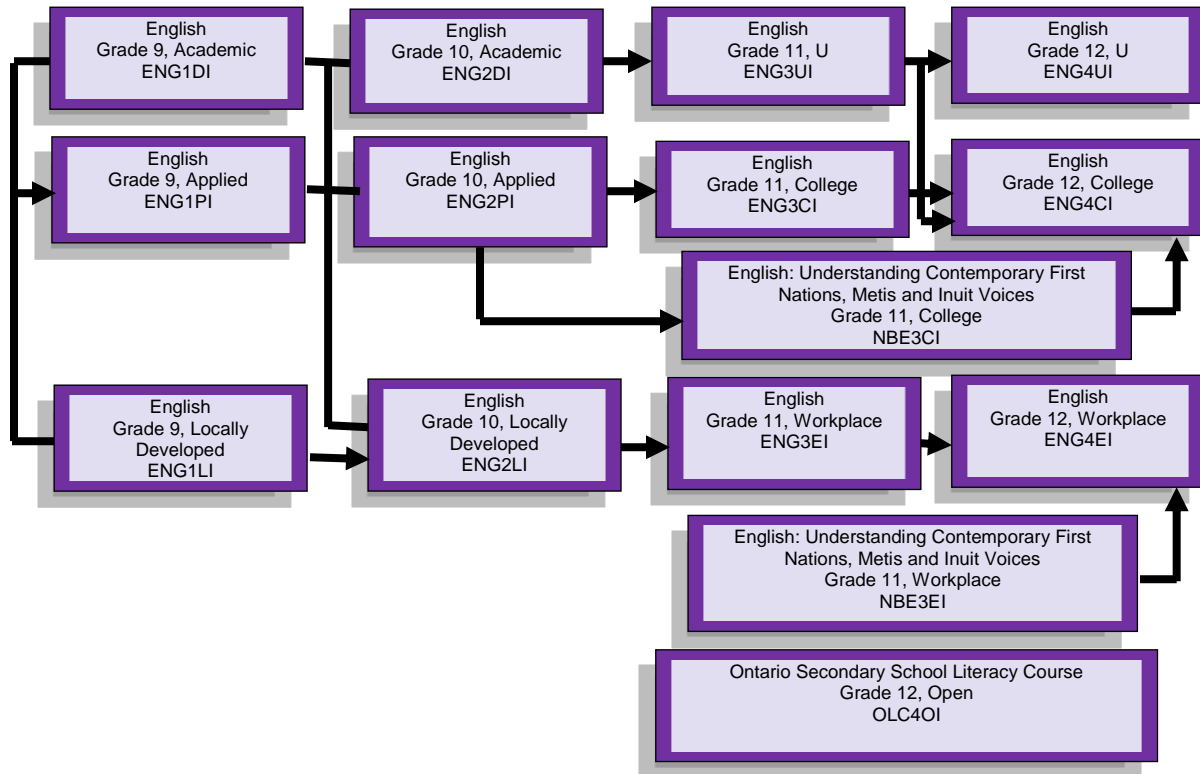 English
Grade 9, Academic
ENG1DI
English
Grade 10, Academic
ENG2DI
English
Grade 11, U
ENG3UI
English
Grade 12, U
ENG4UI
English
Grade 9, Applied
ENG1PI
English
Grade 10, Applied
ENG2PI
English
Grade 11, College
ENG3CI
English
Grade 12, College
ENG4CI
English: Understanding Contemporary First
Nations, Metis and Inuit Voices
Grade 11, College
NBE3CI
English
Grade 9, Locally
Developed
ENG1LI
English
Grade 10, Locally
Developed
ENG2LI
English
Grade 11, Workplace
ENG3EI
English
Grade 12, Workplace
ENG4EI
English: Understanding Contemporary First
Nations, Metis and Inuit Voices
Grade 11, Workplace
NBE3EI
Ontario Secondary School Literacy Course
Grade 12, Open
OLC4OI